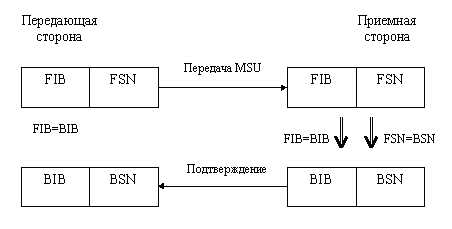 Передающая
сторона
Приемная
сторона
FIB FSN
Передача MSU
FIB FSN
FIB=BIB
FIB=BIB
FSN=BSN
BIB BSN
Подтверждение
BIB BSN